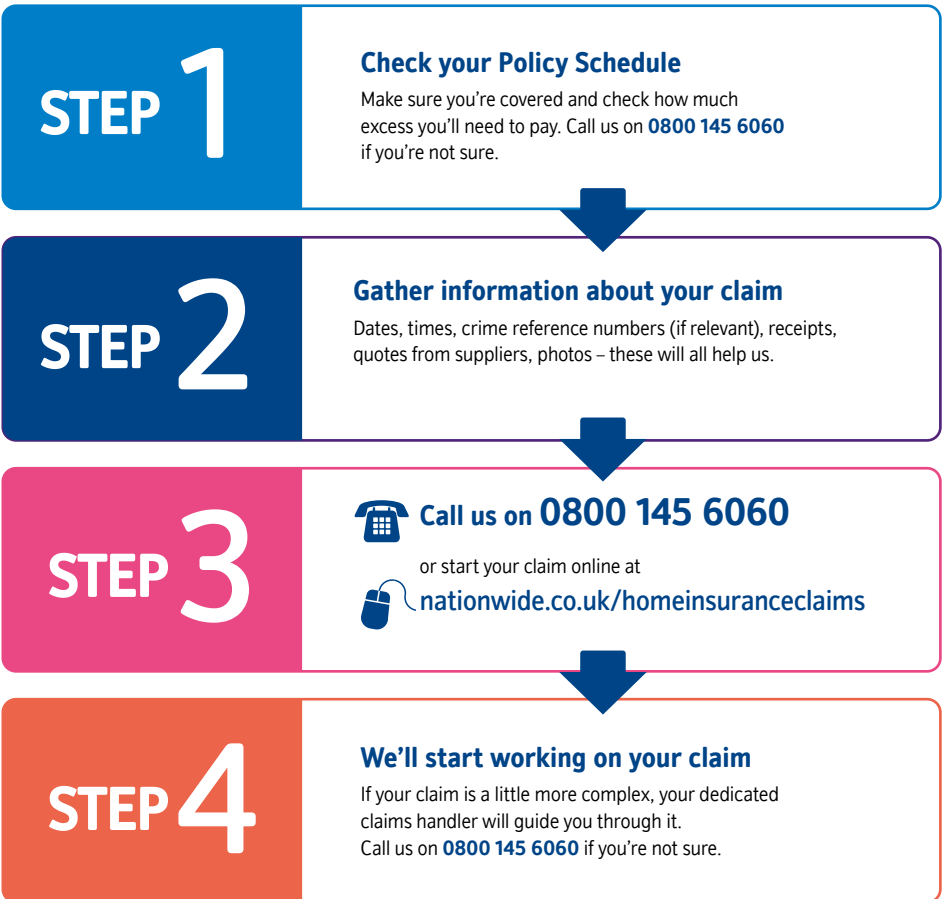 STEP 1
Check your Policy Schedule
Make sure you're covered and check how much
excess you'll need to pay. Call us on 0800 145 6060
if you're not sure.
STEP 2
Gather information about your claim
Dates, times, crime reference numbers (if relevant), receipts,
quotes from suppliers, photos – these will all help us.
STEP 3
Call us on 0800 145 6060
or start your claim online at
nationwide.co.uk/homeinsuranceclaims
STEP 4
We'll start working on your claim
If your claim is a little more complex, your dedicated
claims handler will guide you through it.
Call us on 0800 145 6060 if you're not sure.